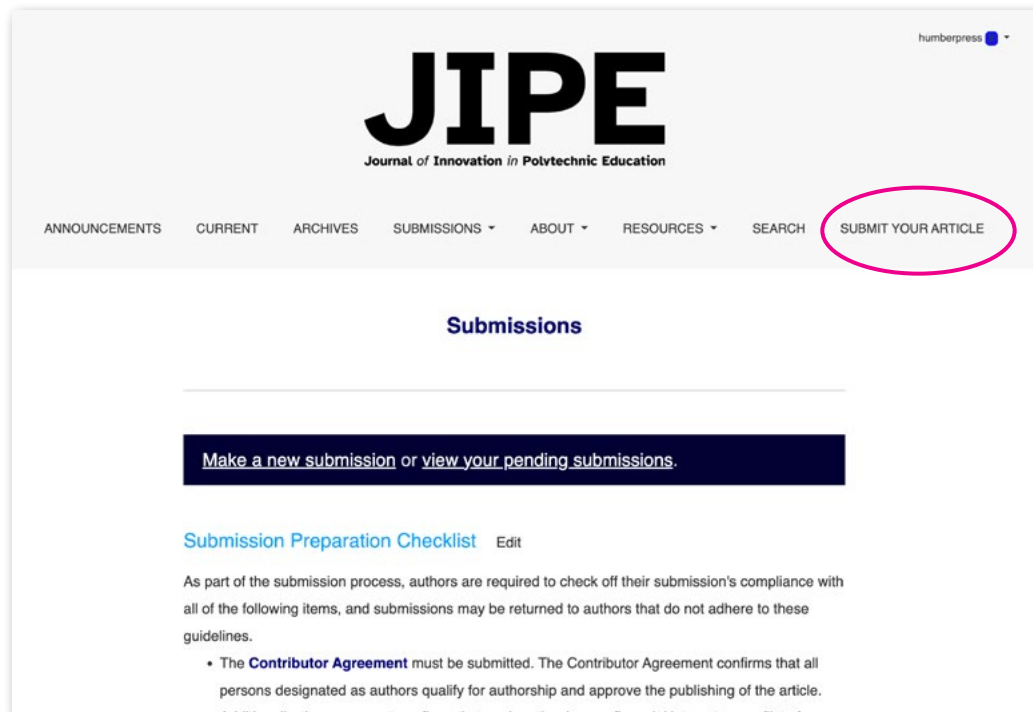 humberpress
JIPE
Journal of Innovation in Polytechnic Education
ANNOUNCEMENTS CURRENT ARCHIVES SUBMISSIONS ABOUT RESOURCES SEARCH SUBMIT YOUR ARTICLE
Submissions
Make a new submission or view your pending submissions.
Submission Preparation Checklist Edit
As part of the submission process, authors are required to check off their submission's compliance with
all of the following items, and submissions may be returned to authors that do not adhere to these
guidelines.
• The Contributor Agreement must be submitted. The Contributor Agreement confirms that all
persons designated as authors qualify for authorship and approve the publishing of the article.